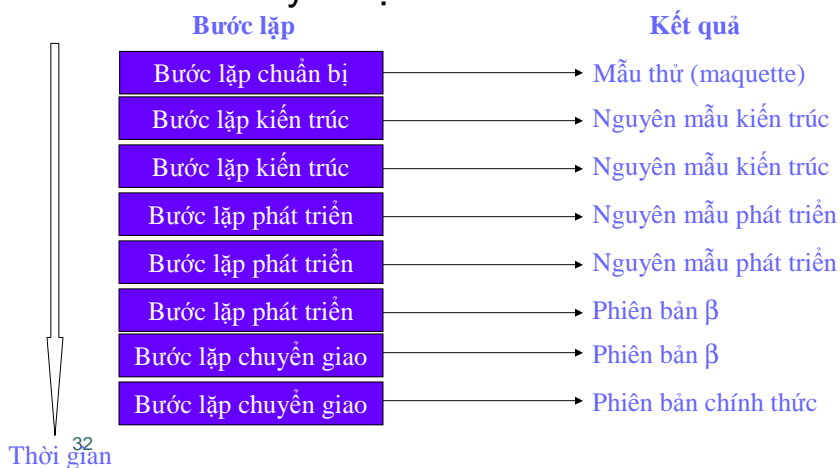 Bước lặp Kết quả
Bước lặp chuẩn bị Mẫu thử (maquette)
Bước lặp kiến trúc Nguyên mẫu kiến trúc
Bước lặp kiến trúc Nguyên mẫu kiến trúc
Bước lặp phát triển Nguyên mẫu phát triển
Bước lặp phát triển Nguyên mẫu phát triển
Bước lặp phát triển Phiên bản β
Bước lặp chuyển giao Phiên bản β
Bước lặp chuyển giao Phiên bản chính thức
32
Thời gian